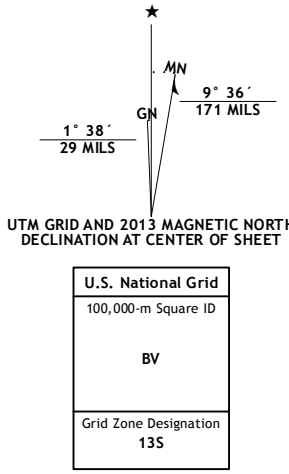 ★
MN
GN
9° 36´
171 MILS
1° 38´
29 MILS
UTM GRID AND 2013 MAGNETIC NORTH
DECLINATION AT CENTER OF SHEET
U.S. National Grid
100,000-m Square ID
BV
Grid Zone Designation
13S